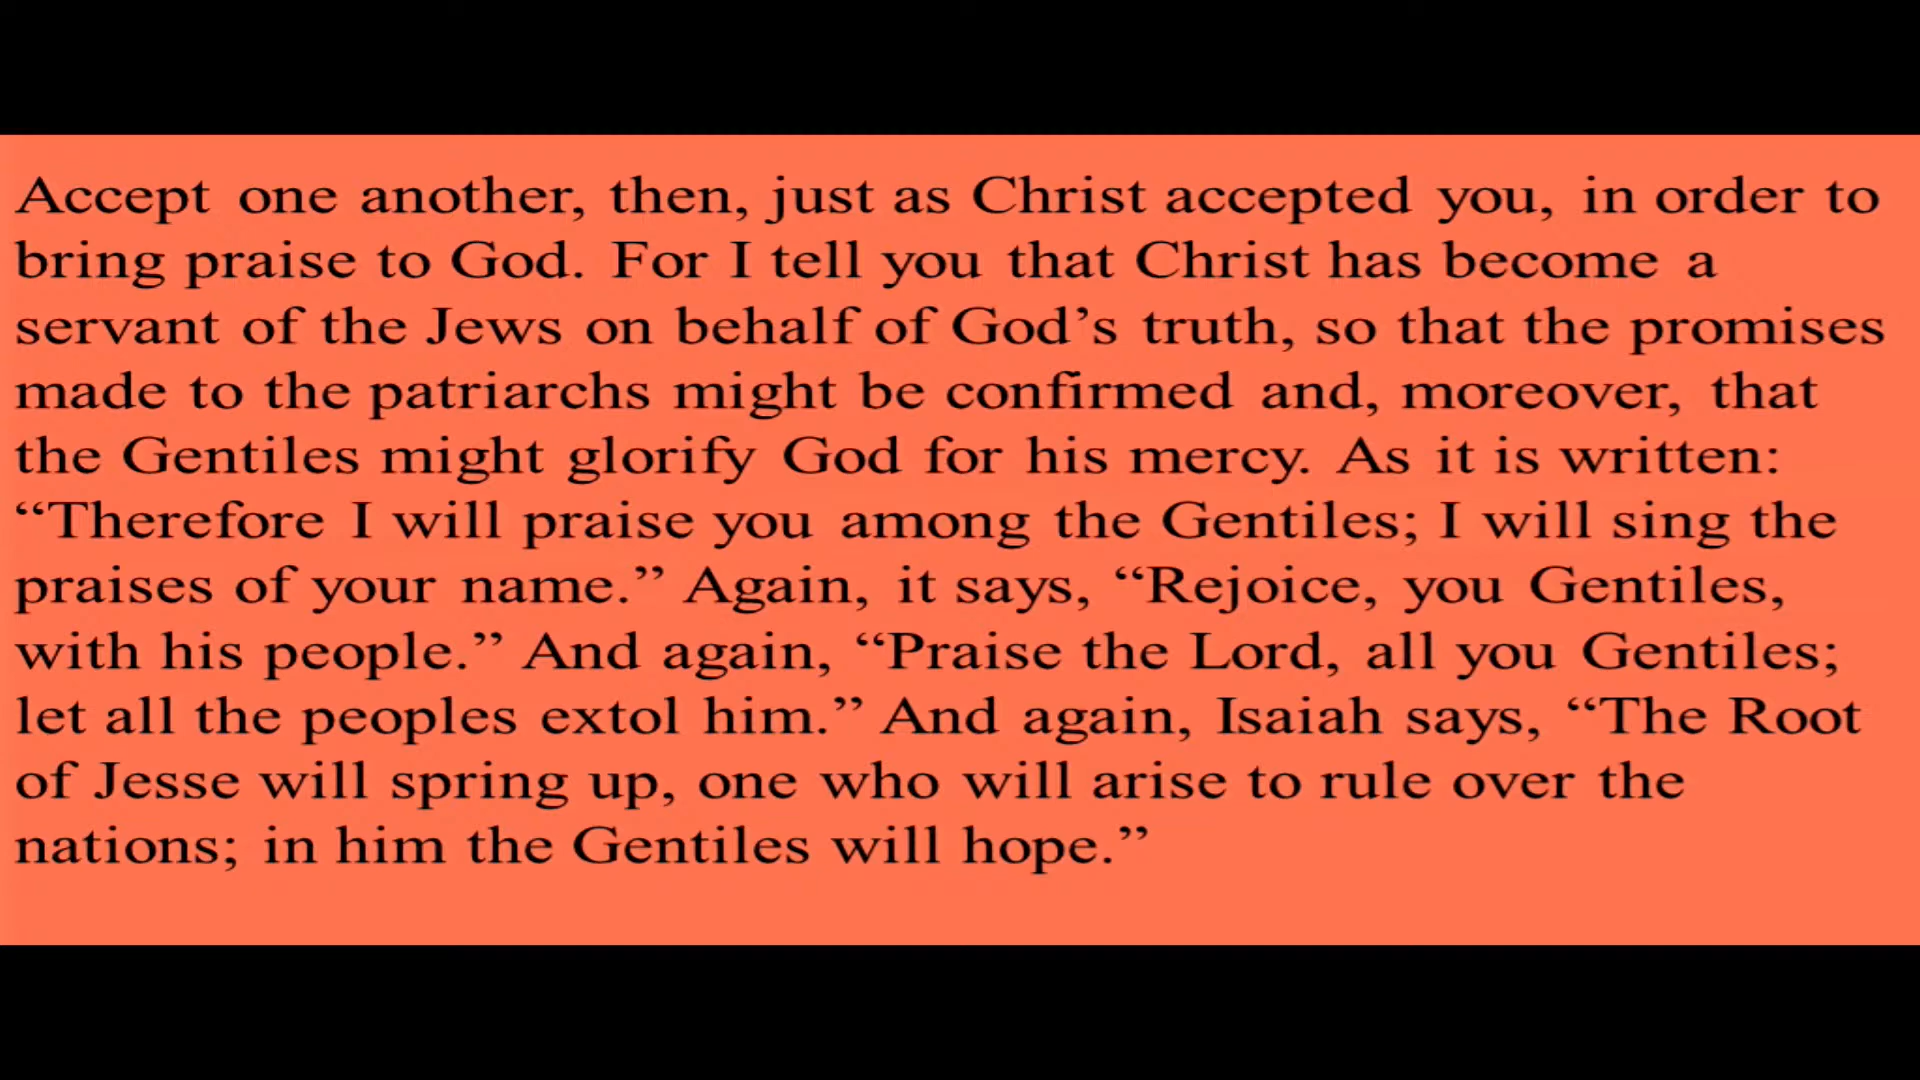 Accept one another, then, just as Christ accepted you, in order to
bring praise to God. For I tell you that Christ has become a
servant of the Jews on behalf of God’s truth, so that the promises
made to the patriarchs might be confirmed and, moreover, that
the Gentiles might glorify God for his mercy. As it is written:
“Therefore I will praise you among the Gentiles; I will sing the
praises of your name.” Again, it says, “Rejoice, you Gentiles,
with his people.” And again, “Praise the Lord, all you Gentiles;
let all the peoples extol him.” And again, Isaiah says, “The Root
of Jesse will spring up, one who will arise to rule over the
nations; in him the Gentiles will hope.”